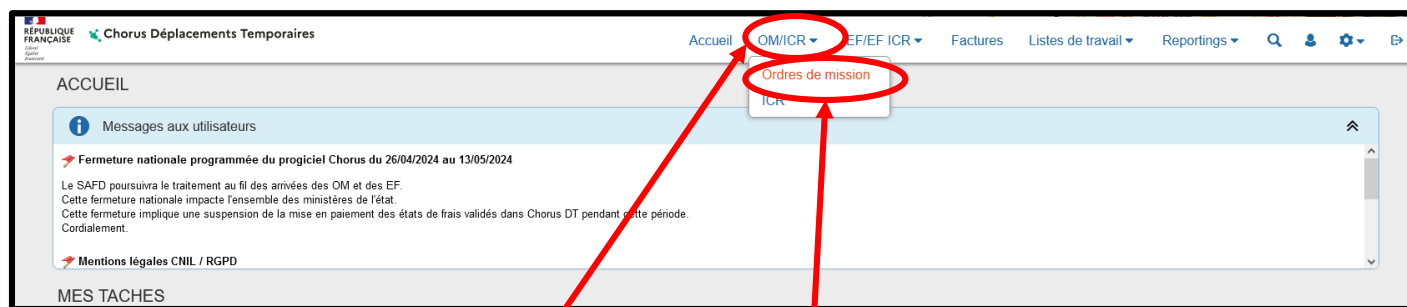 RÉPUBLIQUE
FRANÇAISE
Liberté
Égalité
Fraternité
Chorus Déplacements Temporaires
Accueil OM/ICR EF/EF ICR Factures Listes de travail Reportings
Ordres de mission
ICR
ACCUEIL
Messages aux utilisateurs
Fermeture nationale programmée du progiciel Chorus du 26/04/2024 au 13/05/2024
Le SAFD poursuivra le traitement au fil des arrivées des OM et des EF.
Cette fermeture nationale impacte l'ensemble des ministères de l'état.
Cette fermeture implique une suspension de la mise en paiement des états de frais validés dans Chorus DT pendant cette période.
Cordialement.
Mentions légales CNIL / RGPD
MES TACHES